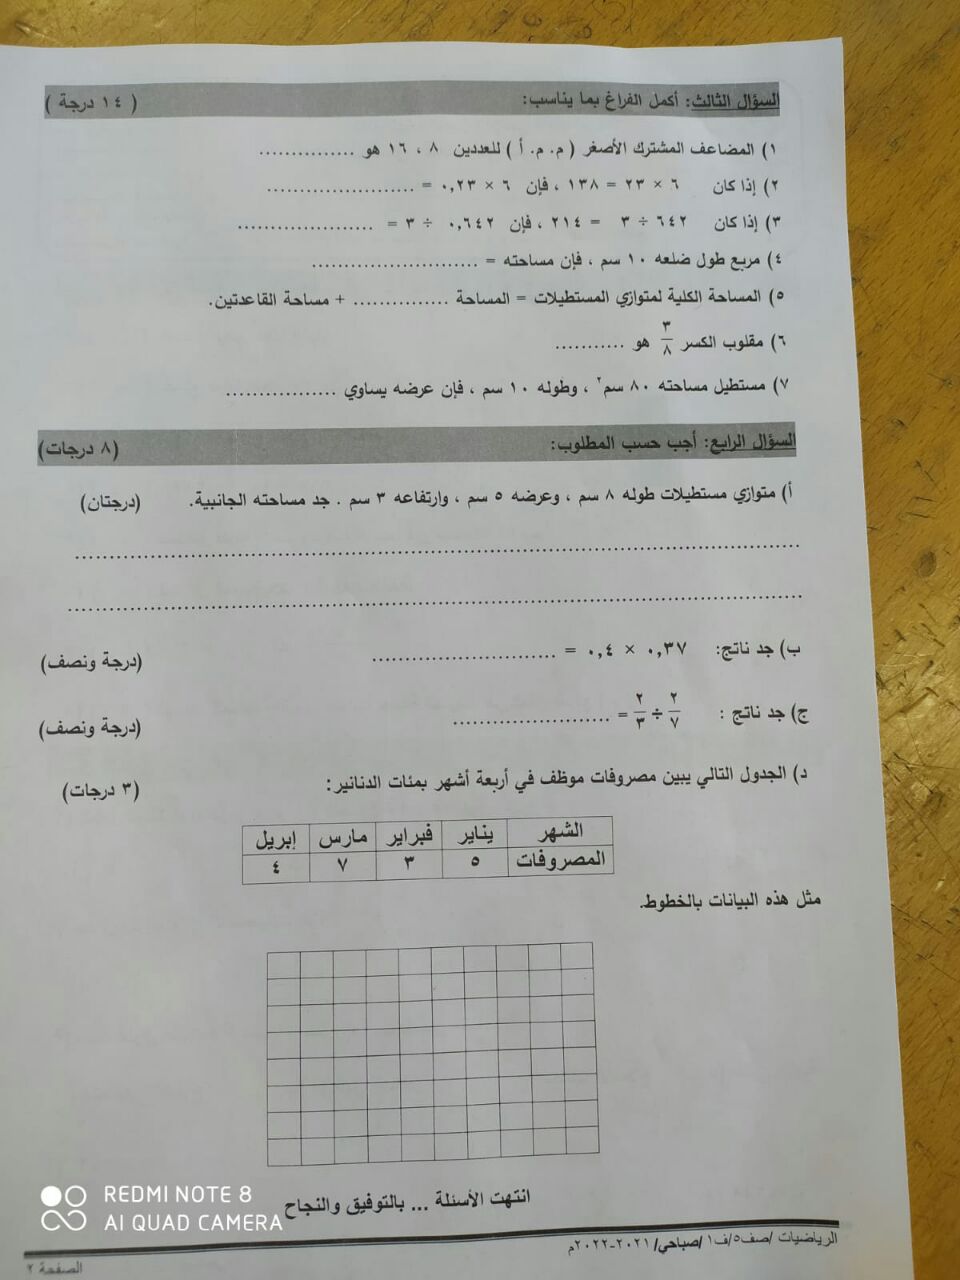 السؤال الثالث: أكمل الفراغ بما يناسب: ( ١٤ درجة )
١) المضاعف المشترك الأصغر ( م. م. أ ) للعددين ٨ ، ١٦ هو ...............
٢) إذا كان ٦ × ٢٣ = ١٣٨ ، فإن ٦ × ٠,٢٣ = ......................
٣) إذا كان ٦٤٢ ÷ ٣ = ٢١٤ ، فإن ٠,٦٤٢ ÷ ٣ = ....................
٤) مربع طول ضلعه ١٠ سم ، فإن مساحته = .........................
٥) المساحة الكلية لمتوازي المستطيلات = المساحة ............... + مساحة القاعدتين.
٦) مقلوب الكسر ٣/٨ هو ...........
٧) مستطيل مساحته ٨٠ سم٢ ، وطوله ١٠ سم ، فإن عرضه يساوي .................
السؤال الرابع: أجب حسب المطلوب: (٨ درجات)
أ) متوازي مستطيلات طوله ٨ سم ، وعرضه ٥ سم ، وارتفاعه ٣ سم . جد مساحته الجانبية. (درجتان)
ب) جد ناتج: ٠,٣٧ × ٠,٤ = ............................ (درجة ونصف)
ج) جد ناتج : ٢/٧ ÷ ٢/٣ = ........................ (درجة ونصف)
د) الجدول التالي يبين مصروفات موظف في أربعة أشهر بمئات الدنانير: (٣ درجات)
الشهر يناير فبراير مارس إبريل
المصروفات ٥ ٣ ٧ ٤
مثل هذه البيانات بالخطوط.
انتهت الأسئلة ... بالتوفيق والنجاح
الرياضيات /صف٥/ف١/صباحي/٢٠٢١-٢٠٢٢م
الصفحة ٢
REDMI NOTE 8
AI QUAD CAMERA